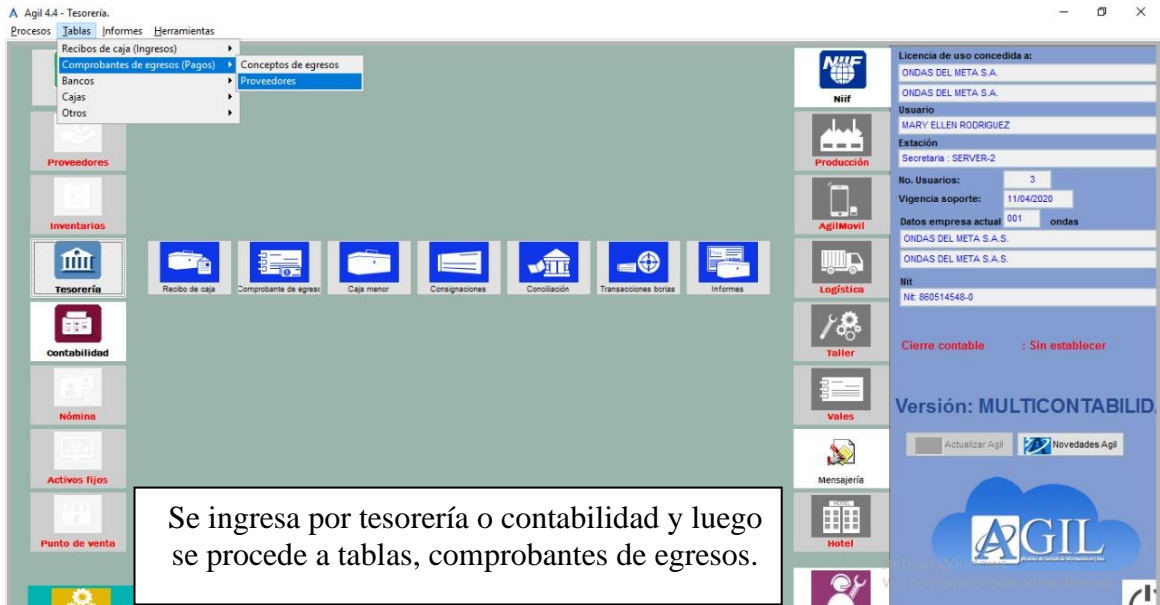 Agil 4.4 - Tesorería.
Procesos Tablas Informes Herramientas
Recibos de caja (Ingresos)
Comprobantes de egresos (Pagos)
Bancos
Cajas
Otros
Conceptos de egresos
Proveedores
Proveedores
Inventarios
Tesorería
Contabilidad
Nómina
Activos fijos
Punto de venta
Recibo de caja
Comprobante de egresc
Caja menor
Consignaciones
Conciliación
Transacciones borias
Informes
NIIF
Niif
Producción
AgilMovil
Logística
Taller
Vales
Mensajería
HOTEL
Hotel
Licencia de uso concedida a:
ONDAS DEL META S.A.
ONDAS DEL META S.A.
Usuario
MARY ELLEN RODRIGUEZ
Estación
Secretaria : SERVER-2
No. Usuarios: 3
Vigencia soporte: 11/04/2020
Datos empresa actual 001 ondas
ONDAS DEL META S.A.S.
ONDAS DEL META S.A.S.
Nit
Nit: 860514548-0
Cierre contable : Sin establecer
Versión: MULTICONTABILID
Actualizar Agil
Novedades Agil
AGIL
Se ingresa por tesorería o contabilidad y luego
se procede a tablas, comprobantes de egresos.